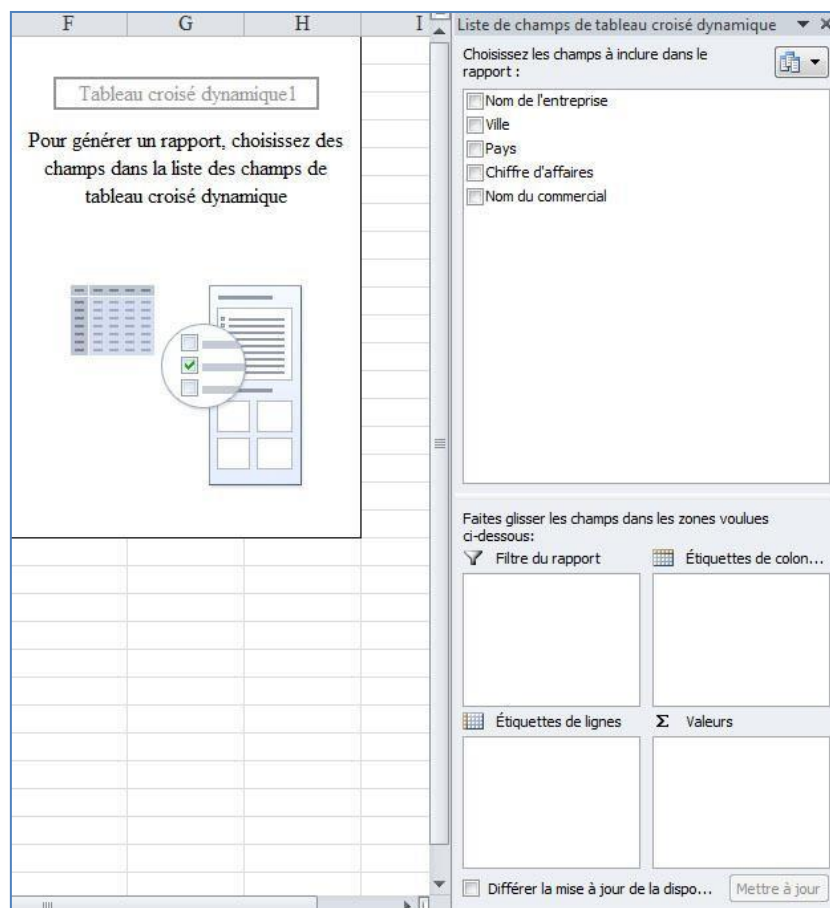 F G H I
Tableau croisé dynamique1
Pour générer un rapport, choisissez des
champs dans la liste des champs de
tableau croisé dynamique
Liste de champs de tableau croisé dynamique
Choisissez les champs à inclure dans le
rapport :
Nom de l'entreprise
Ville
Pays
Chiffre d'affaires
Nom du commercial
Faites glisser les champs dans les zones voulues
ci-dessous:
Filtre du rapport
Étiquettes de colon...
Étiquettes de lignes
Σ Valeurs
Différer la mise à jour de la dispo...
Mettre à jour